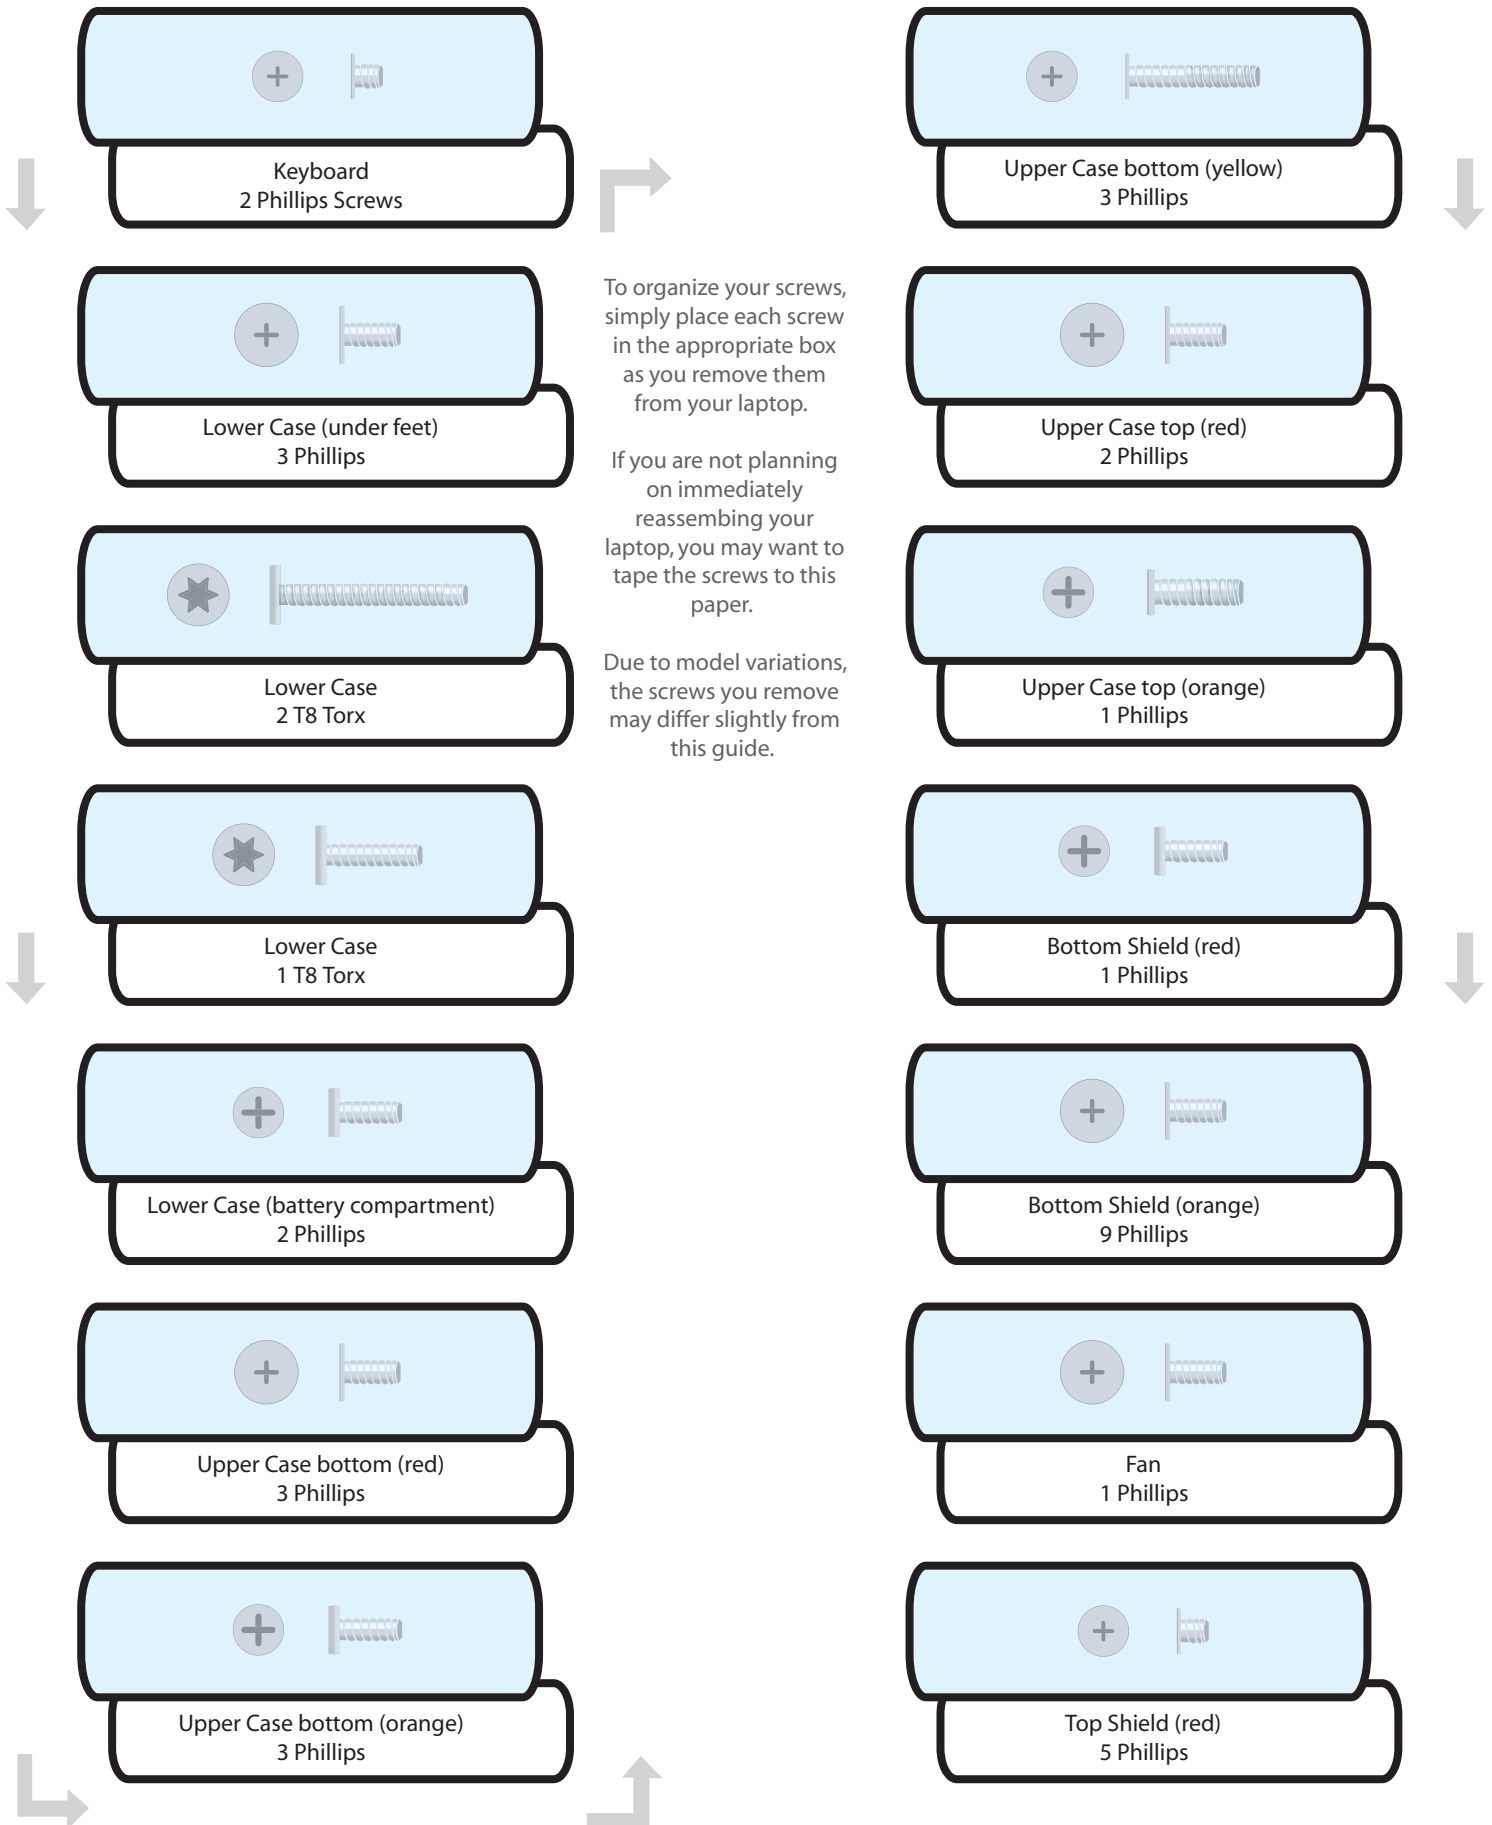 Keyboard
2 Phillips Screws
Lower Case (under feet)
3 Phillips
Lower Case
2 T8 Torx
Lower Case
1 T8 Torx
Lower Case (battery compartment)
2 Phillips
Upper Case bottom (red)
3 Phillips
Upper Case bottom (orange)
3 Phillips
To organize your screws,
simply place each screw
in the appropriate box
as you remove them
from your laptop.
If you are not planning
on immediately
reassembing your
laptop, you may want to
tape the screws to this
paper.
Due to model variations,
the screws you remove
may differ slightly from
this guide.
Upper Case bottom (yellow)
3 Phillips
Upper Case top (red)
2 Phillips
Upper Case top (orange)
1 Phillips
Bottom Shield (red)
1 Phillips
Bottom Shield (orange)
9 Phillips
Fan
1 Phillips
Top Shield (red)
5 Phillips